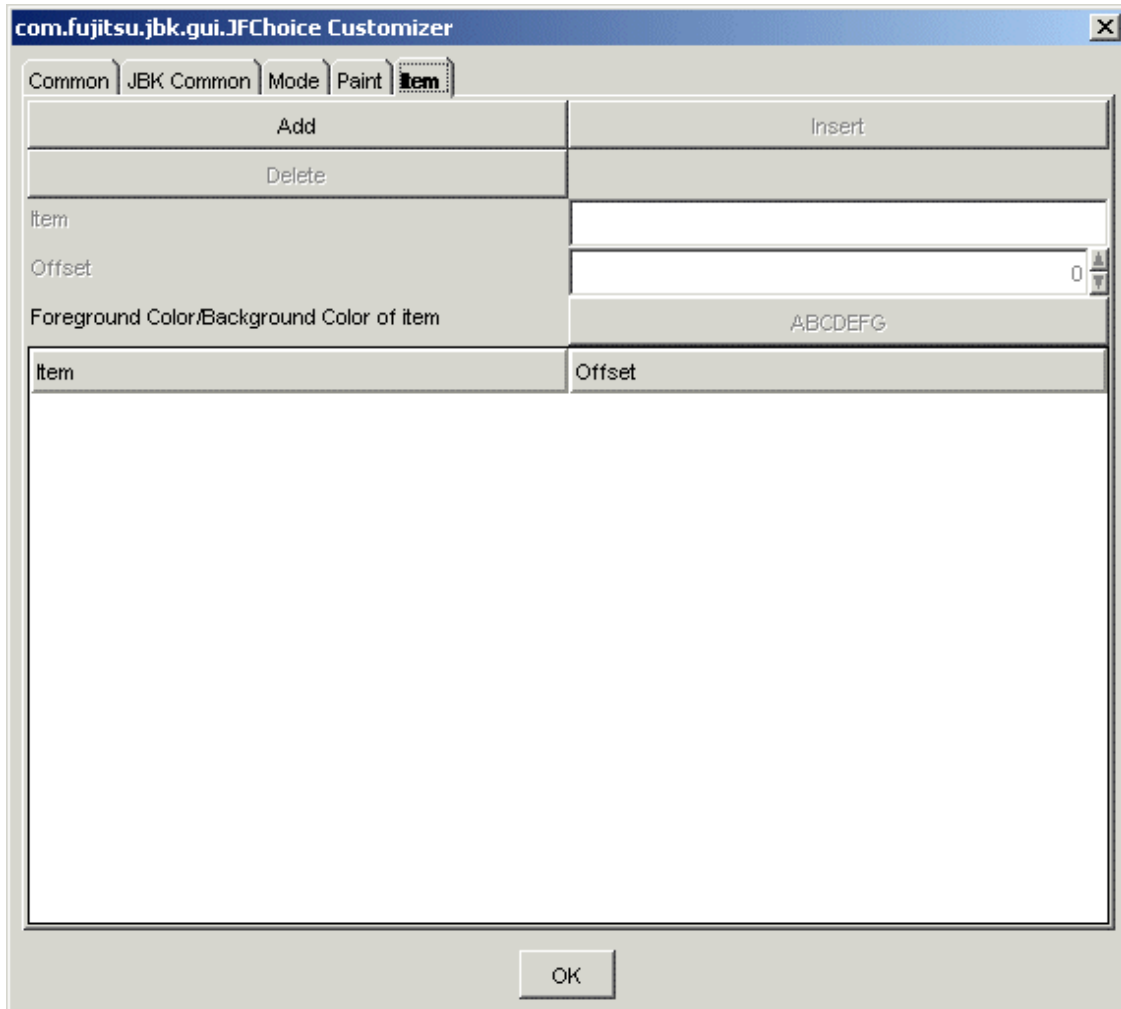 com.fujitsu.jbk.gui.JFChoice Customizer
Common JBK Common Mode Paint Item
Add Insert
Delete
Item
Offset 0
Foreground Color/Background Color of item ABCDEFG
Item Offset
OK